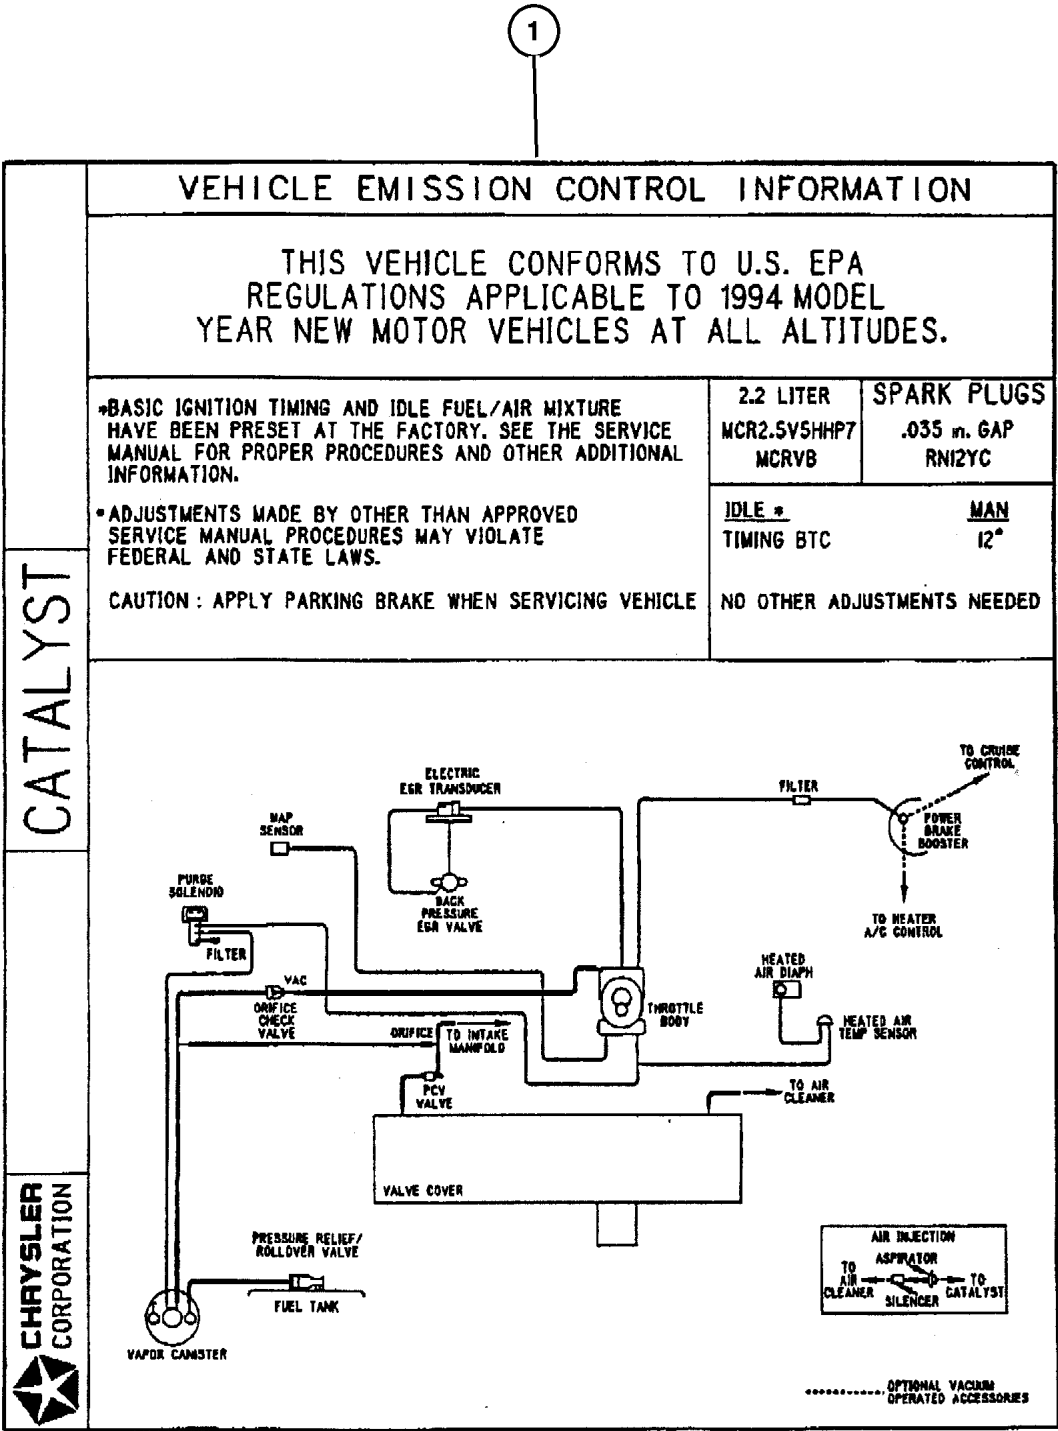 1
VEHICLE EMISSION CONTROL INFORMATION
THIS VEHICLE CONFORMS TO U.S. EPA
REGULATIONS APPLICABLE TO 1994 MODEL
YEAR NEW MOTOR VEHICLES AT ALL ALTITUDES.
*BASIC IGNITION TIMING AND IDLE FUEL/AIR MIXTURE
HAVE BEEN PRESET AT THE FACTORY. SEE THE SERVICE
MANUAL FOR PROPER PROCEDURES AND OTHER ADDITIONAL
INFORMATION.
•ADJUSTMENTS MADE BY OTHER THAN APPROVED
SERVICE MANUAL PROCEDURES MAY VIOLATE
FEDERAL AND STATE LAWS.
CAUTION : APPLY PARKING BRAKE WHEN SERVICING VEHICLE
2.2 LITER
MCR2.5V5HHP7
MCRVB
SPARK PLUGS
.035 in. GAP
RN12YC
IDLE * MAN
TIMING BTC 12°
NO OTHER ADJUSTMENTS NEEDED
CATALYST
CHRYSLER
CORPORATION
ELECTRIC
EGR TRANSDUCER
MAP
SENSOR
PURGE
SOLENOID
FILTER
BACK
PRESSURE
EGR VALVE
FILTER
TO CRUISE
CONTROL
POWER
BRAKE
BOOSTER
TO HEATER
A/C CONTROL
VAC
ORIFICE
CHECK
VALVE
ORIFICE
TO INTAKE
MANIFOLD
PCV
VALVE
THROTTLE
BODY
HEATED
AIR DIAPH
HEATED AIR
TEMP SENSOR
TO AIR
CLEANER
VALVE COVER
PRESSURE RELIEF/
ROLLOVER VALVE
FUEL TANK
VAPOR CANISTER
AIR INJECTION
ASPIRATOR
TO
AIR
CLEANER
SILENCER
TO
CATALYST
OPTIONAL VACUUM
OPERATED ACCESSORIES